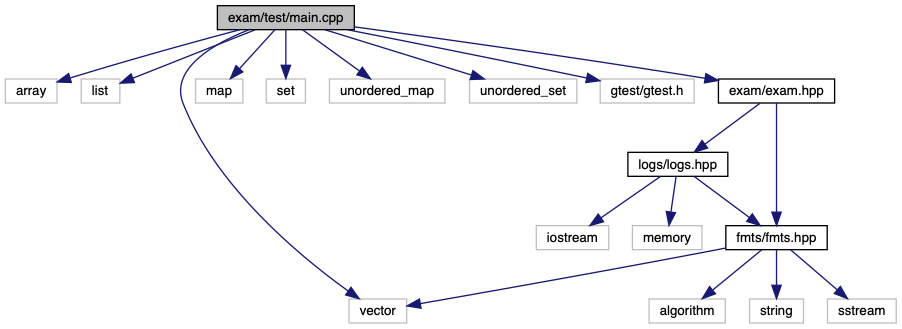 exam/test/main.cpp
array
list
map
set
unordered_map
unordered_set
gtest/gtest.h
exam/exam.hpp
logs/logs.hpp
iostream
memory
fmts/fmts.hpp
vector
algorithm
string
sstream